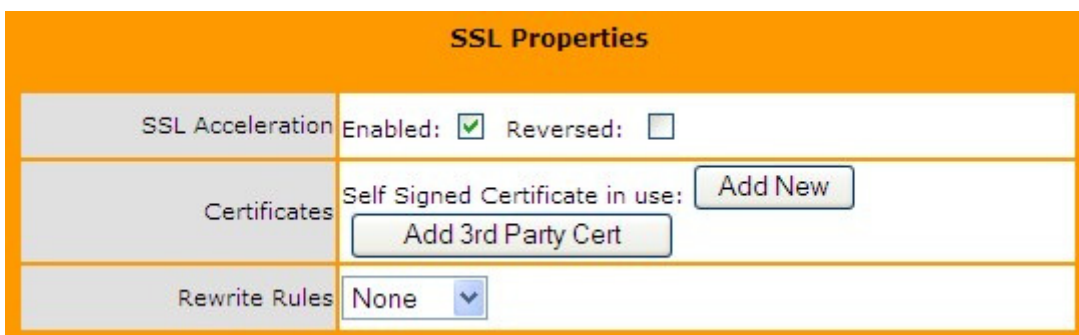 SSL Properties
SSL Acceleration Enabled: Reversed:
Certificates Self Signed Certificate in use: Add New
Add 3rd Party Cert
Rewrite Rules None